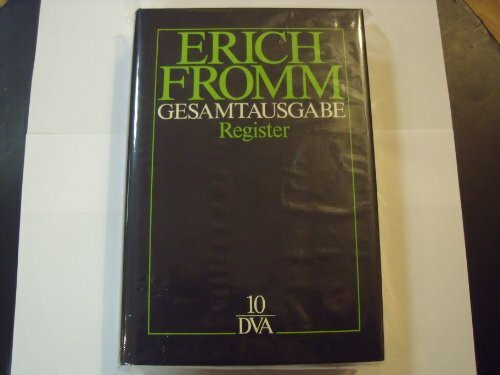 ERICH
FROMM
GESAMTAUSGABE
Register
10
DVA